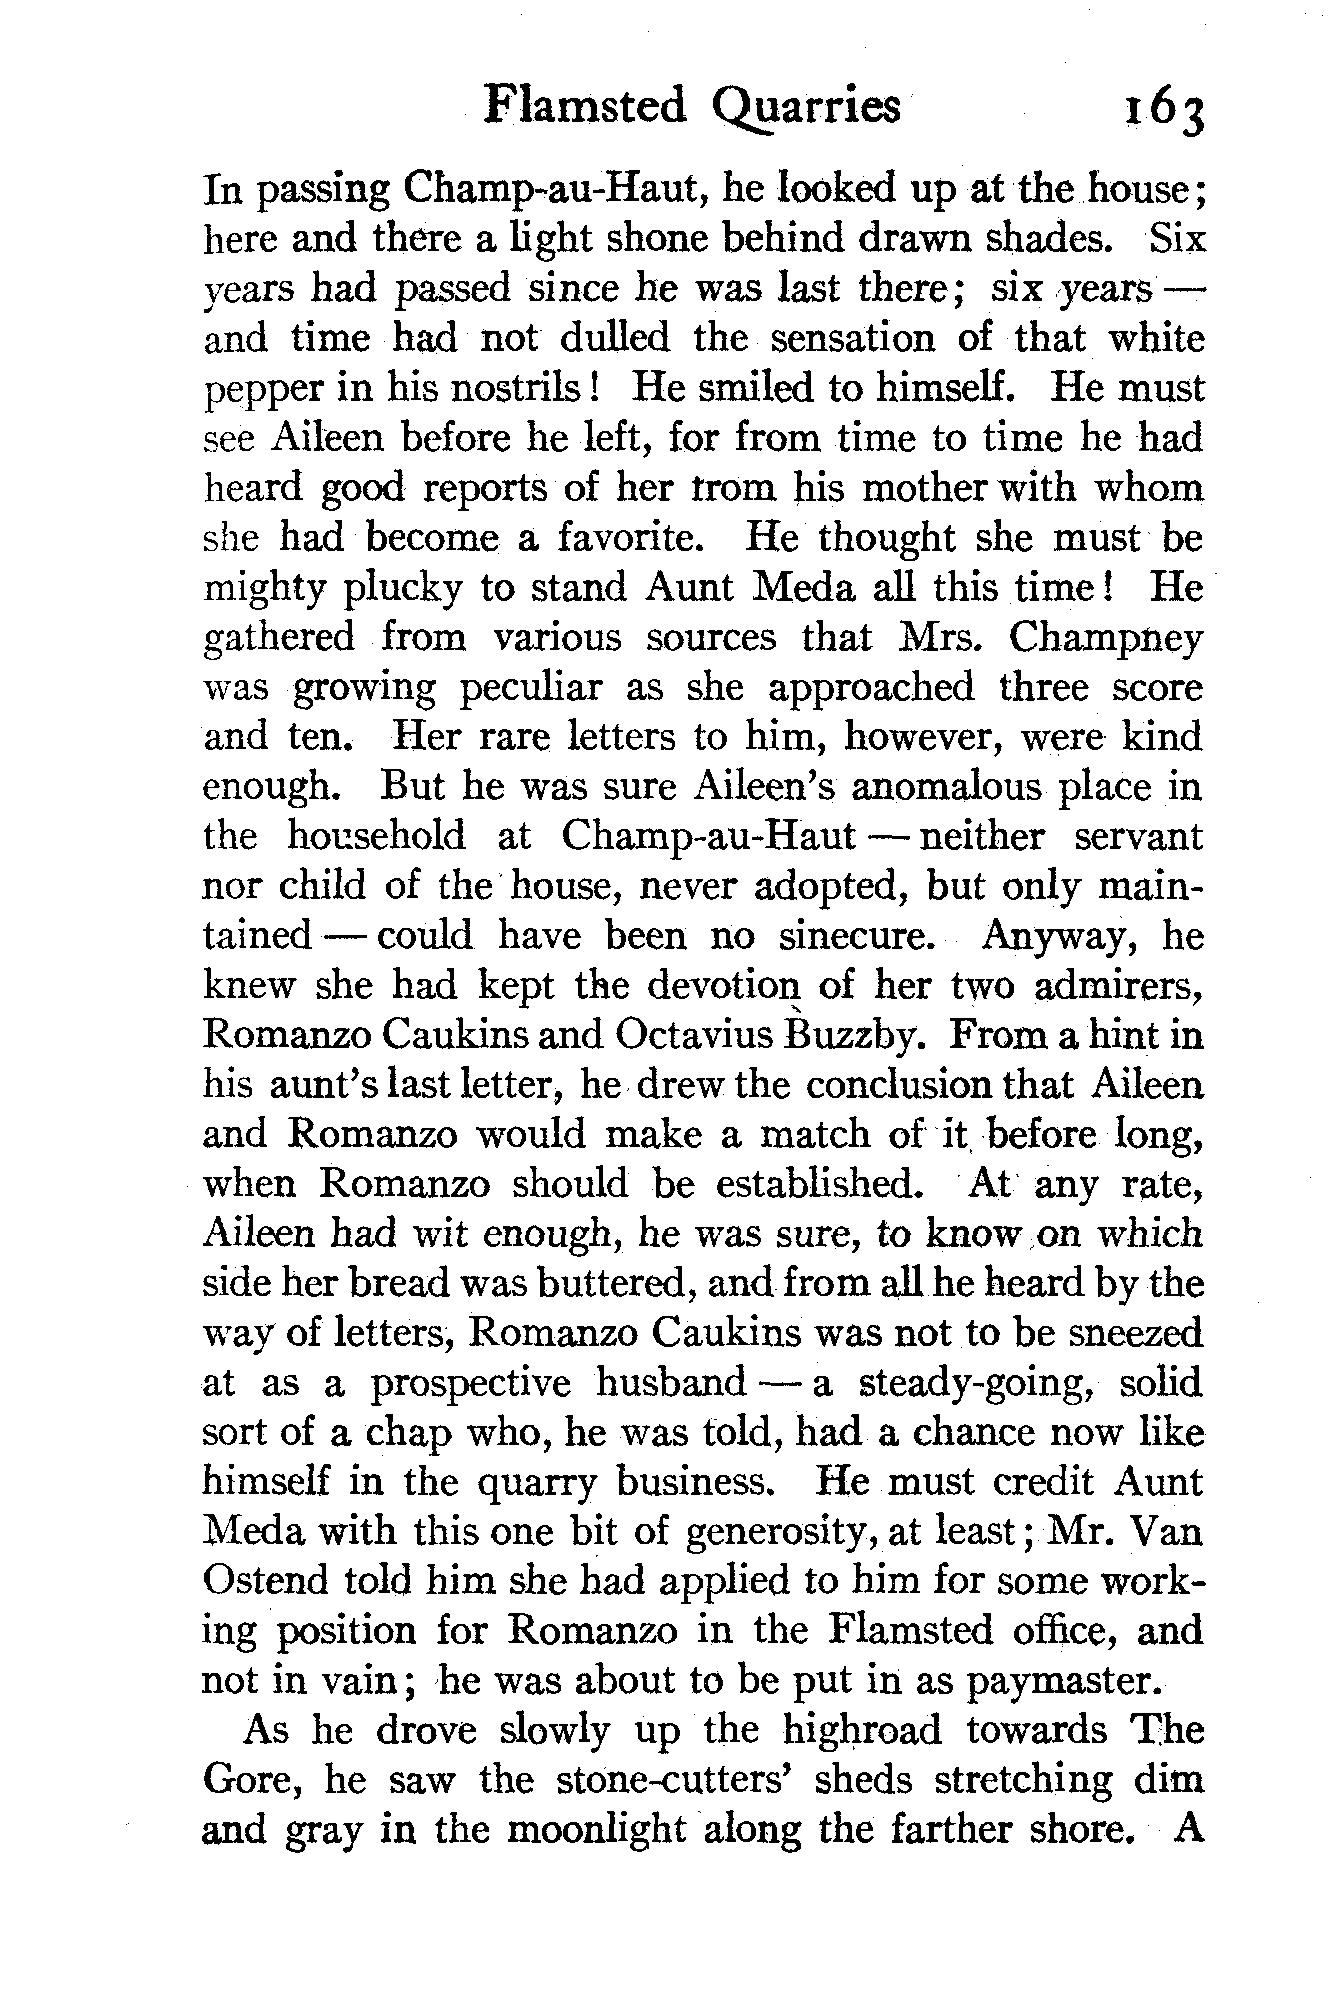 Flamsted Quarries 163
In passing Champ-au-Haut, he looked up at the house;
here and there a light shone behind drawn shades. Six
years had passed since he was last there; six years —
and time had not dulled the sensation of that white
pepper in his nostrils! He smiled to himself. He must
see Aileen before he left, for from time to time he had
heard good reports of her from his mother with whom
she had become a favorite. He thought she must be
mighty plucky to stand Aunt Meda all this time! He
gathered from various sources that Mrs. Champney
was growing peculiar as she approached three score
and ten. Her rare letters to him, however, were kind
enough. But he was sure Aileen's anomalous place in
the household at Champ-au-Haut — neither servant
nor child of the house, never adopted, but only main-
tained — could have been no sinecure. Anyway, he
knew she had kept the devotion of her two admirers,
Romanzo Caukins and Octavius Buzzby. From a hint in
his aunt's last letter, he drew the conclusion that Aileen
and Romanzo would make a match of it before long,
when Romanzo should be established. At any rate,
Aileen had wit enough, he was sure, to know on which
side her bread was buttered, and from all he heard by the
way of letters, Romanzo Caukins was not to be sneezed
at as a prospective husband — a steady-going, solid
sort of a chap who, he was told, had a chance now like
himself in the quarry business. He must credit Aunt
Meda with this one bit of generosity, at least; Mr. Van
Ostend told him she had applied to him for some work-
ing position for Romanzo in the Flamsted office, and
not in vain; he was about to be put in as paymaster.
As he drove slowly up the highroad towards The
Gore, he saw the stone-cutters' sheds stretching dim
and gray in the moonlight along the farther shore. A